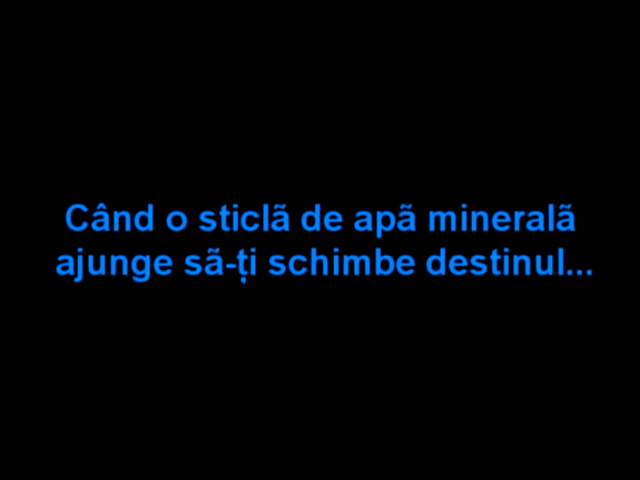 Când o sticlã de apã mineralã
ajunge sã-ți schimbe destinul...